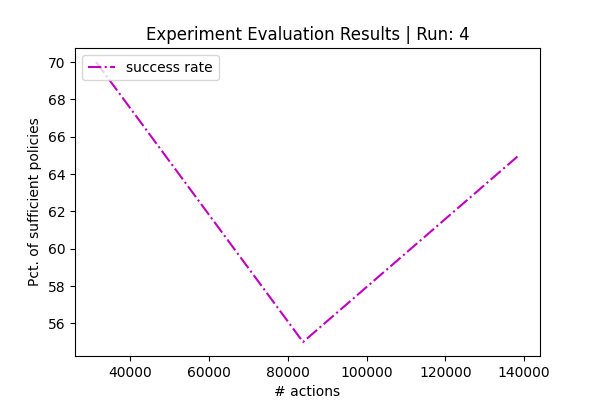 Experiment Evaluation Results | Run: 4
success rate
Pct. of sufficient policies
70
68
66
64
62
60
58
56
40000 60000 80000 100000 120000 140000
# actions